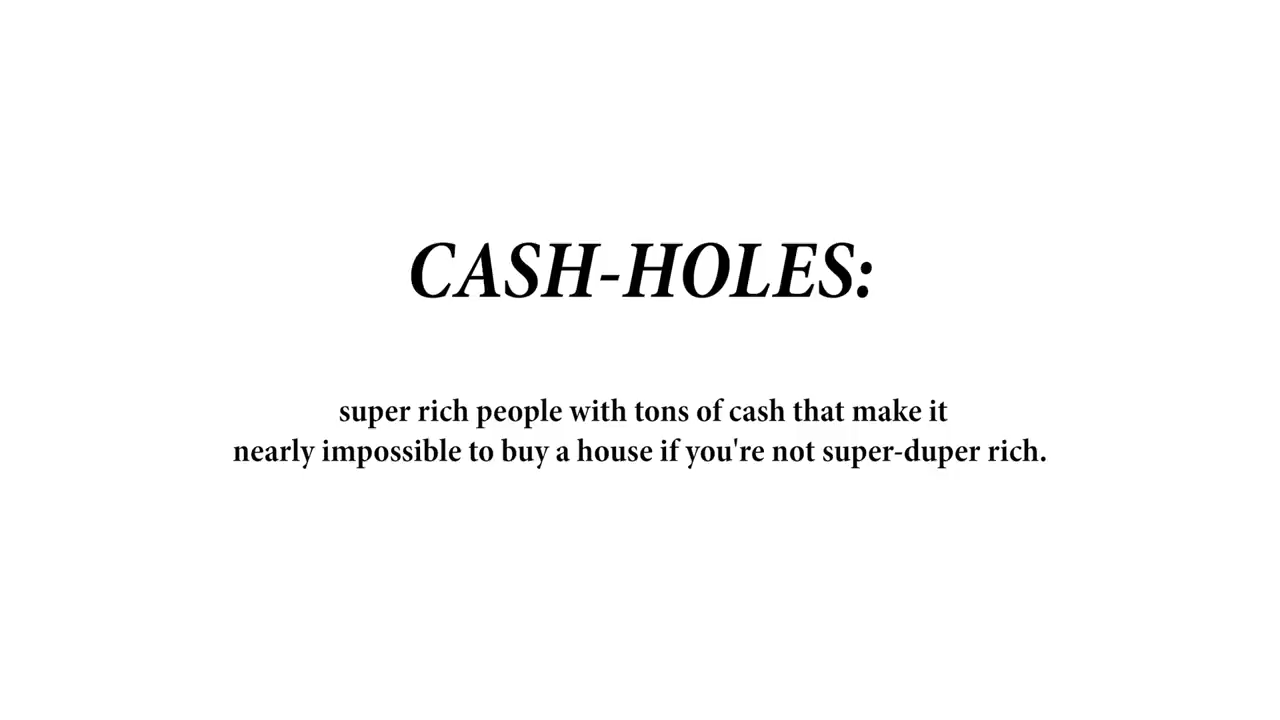 CASH-HOLES:
super rich people with tons of cash that make it
nearly impossible to buy a house if you're not super-duper rich.